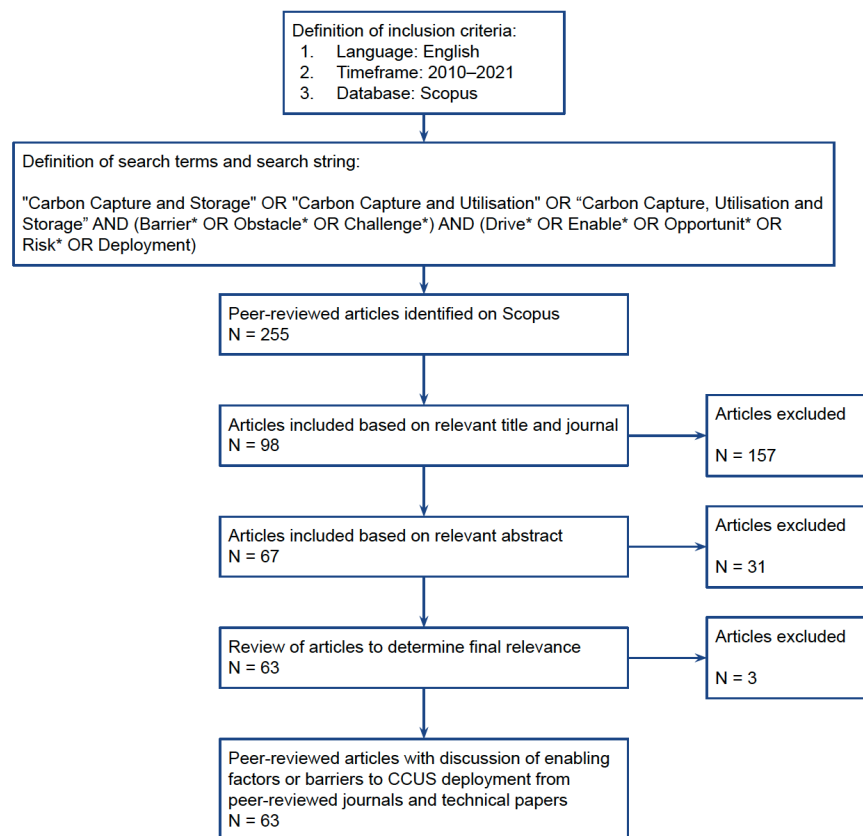 Definition of inclusion criteria:
1. Language: English
2. Timeframe: 2010–2021
3. Database: Scopus
Definition of search terms and search string:
"Carbon Capture and Storage" OR "Carbon Capture and Utilisation" OR “Carbon Capture, Utilisation and
Storage” AND (Barrier* OR Obstacle* OR Challenge*) AND (Drive* OR Enable* OR Opportunit* OR
Risk* OR Deployment)
Peer-reviewed articles identified on Scopus
N = 255
Articles included based on relevant title and journal
N = 98
Articles excluded
N = 157
Articles included based on relevant abstract
N = 67
Articles excluded
N = 31
Review of articles to determine final relevance
N = 63
Articles excluded
N = 3
Peer-reviewed articles with discussion of enabling
factors or barriers to CCUS deployment from
peer-reviewed journals and technical papers
N = 63